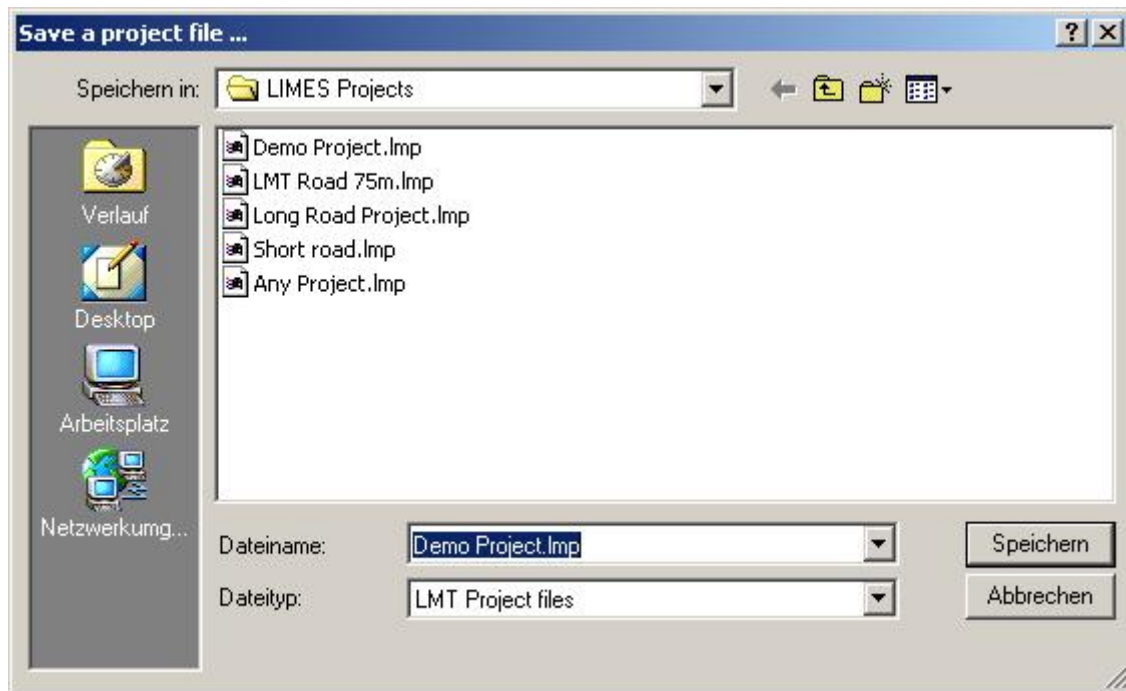 Save a project file ...
Speichern in:
LIMES Projects
Verlauf
Desktop
Arbeitsplatz
Netzwerkumg...
Demo Project.lmp
LMT Road 75m.lmp
Long Road Project.lmp
Short road.lmp
Any Project.lmp
Dateiname:
Demo Project.lmp
Speichern
Dateityp:
LMT Project files
Abbrechen